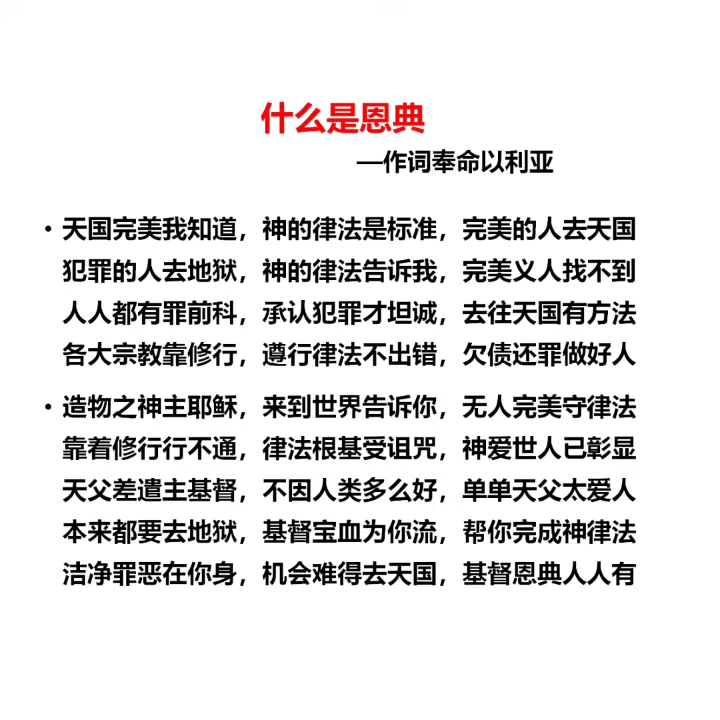 什么是恩典
—作词奉命以利亚
• 天国完美我知道，神的律法是标准，完美的人去天国
犯罪的人去地狱，神的律法告诉我，完美义人找不到
人人都有罪前科，承认犯罪才坦诚，去往天国有方法
各大宗教靠修行，遵行律法不出错，欠债还罪做好人
• 造物之神主耶稣，来到世界告诉你，无人完美守律法
靠着修行行不通，律法根基受诅咒，神爱世人已彰显
天父差遣主基督，不因人类多么好，单单天父太爱人
本来都要去地狱，基督宝血为你流，帮你完成神律法
洁净罪恶在你身，机会难得去天国，基督恩典人人有